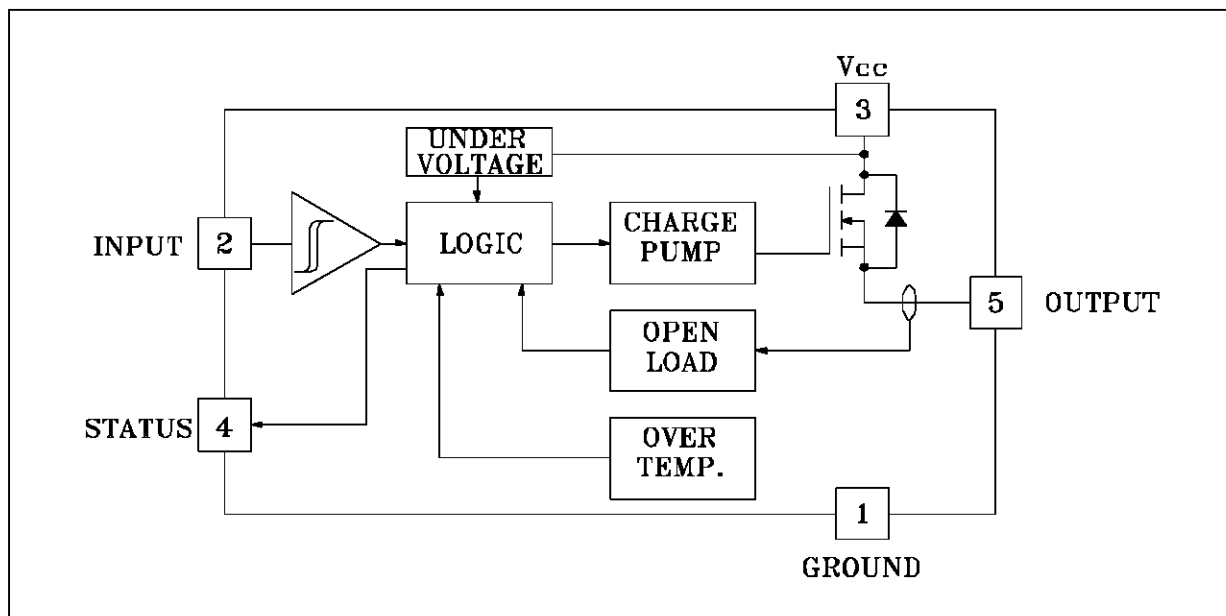 Vcc
3
UNDER
VOLTAGE
INPUT
2
LOGIC
CHARGE
PUMP
5
OUTPUT
OPEN
LOAD
STATUS
4
OVER
TEMP.
1
GROUND